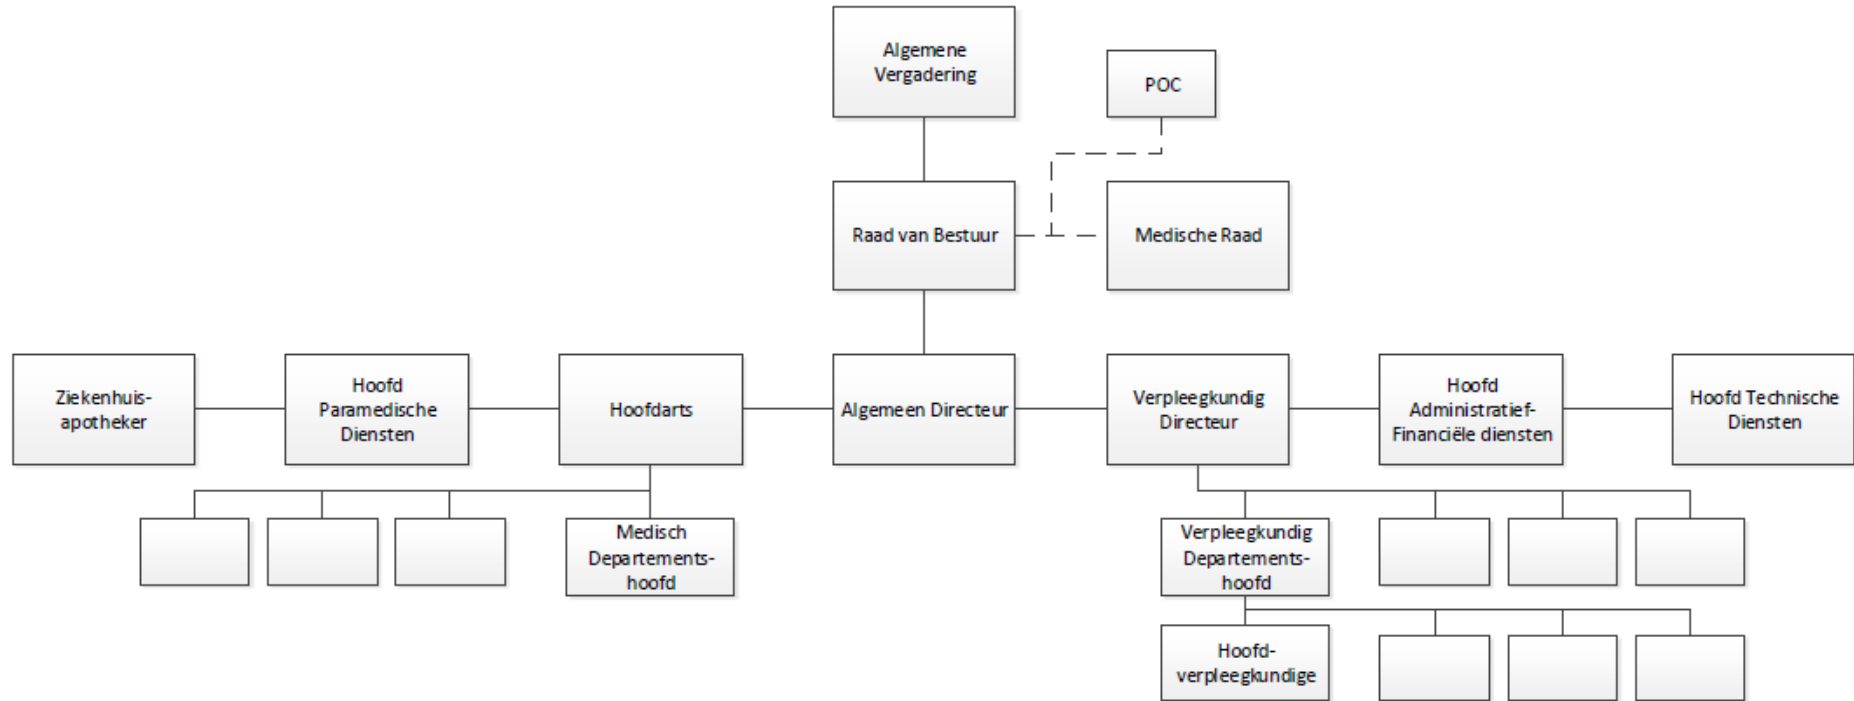 Algemene
Vergadering
POC
Raad van Bestuur
Medische Raad
Ziekenhuis-
apotheker
Hoofd
Paramedische
Diensten
Hoofdarts
Algemeen Directeur
Verpleegkundig
Directeur
Hoofd
Administratief-
Financiële diensten
Hoofd Technische
Diensten
Medisch
Departements-
hoofd
Verpleegkundig
Departements-
hoofd
Hoofd-
verpleegkundige